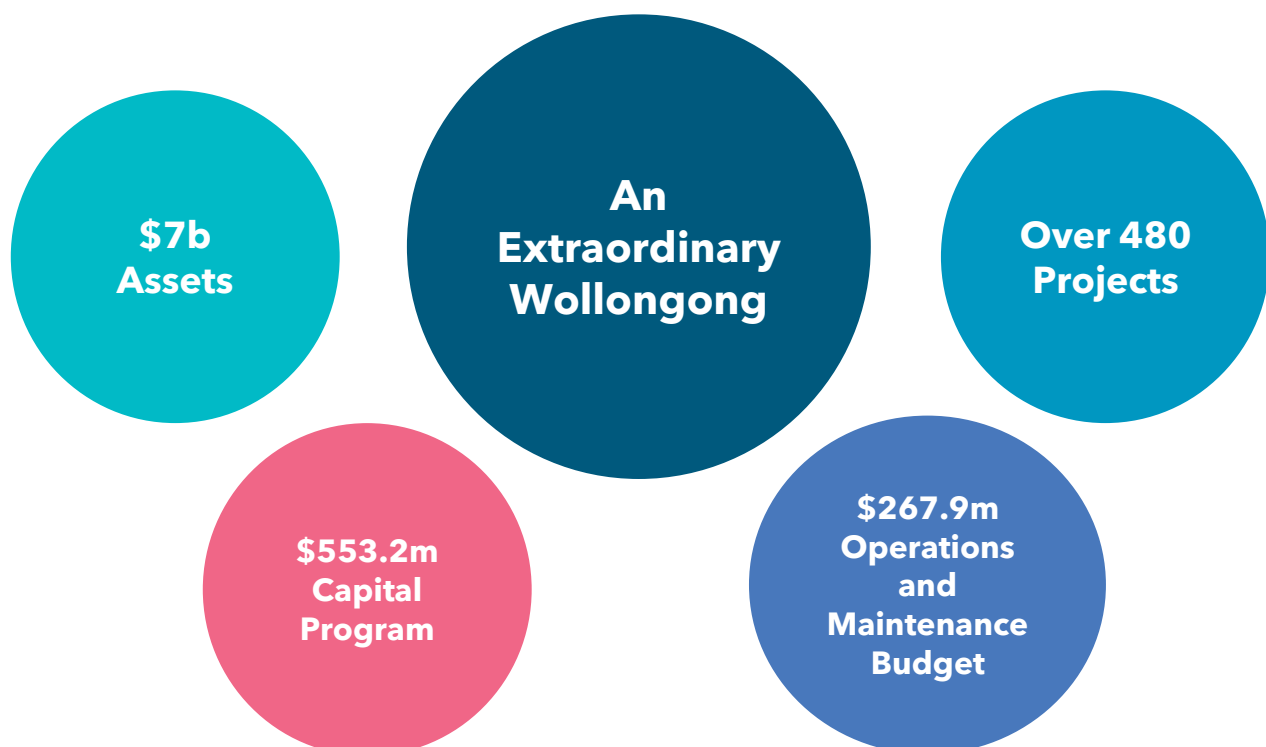 $7b
Assets
An
Extraordinary
Wollongong
Over 480
Projects
$553.2m
Capital
Program
$267.9m
Operations
and
Maintenance
Budget